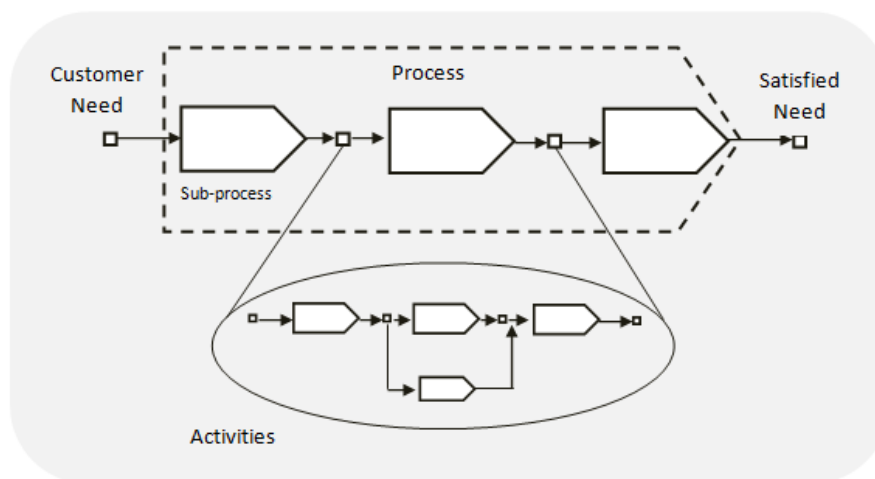 Customer
Need
Process
Satisfied
Need
Sub-process
Activities